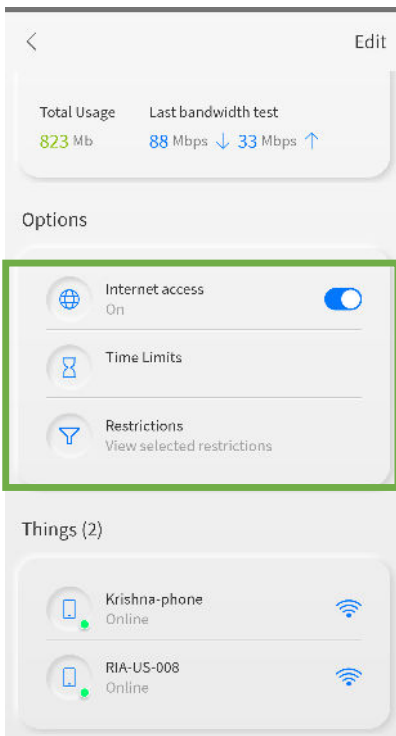 Edit
Total Usage Last bandwidth test
823 Mb 88 Mbps ↓ 33 Mbps ↑
Options
Internet access
On
Time Limits
Restrictions
View selected restrictions
Things (2)
Krishna-phone
Online
RIA-US-008
Online